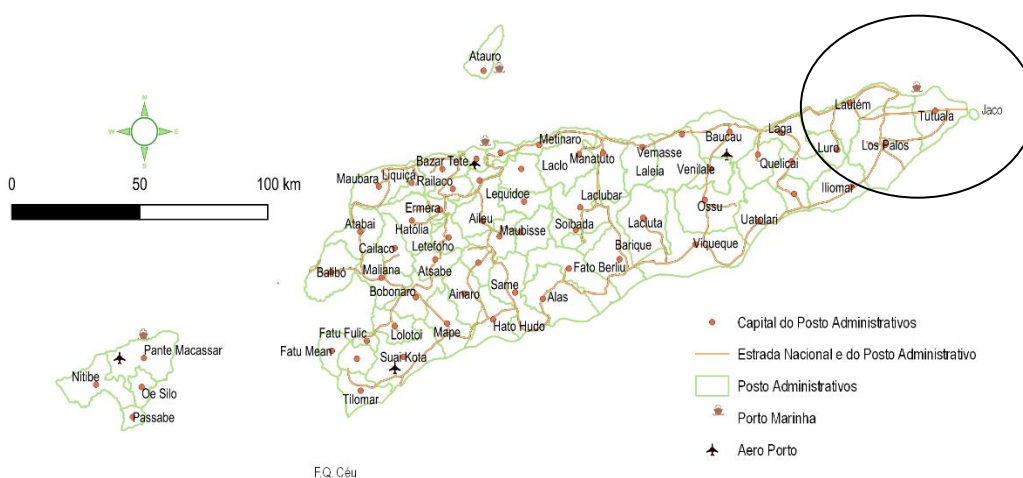 Atauro
N
W
E
S
Jaco
Lautém
Tutuala
Luro
Los Palos
Iliomar
Baucau
Laga
Quelicai
Metinaro
Laclo
Manatuto
Vemasse
Laleia
Venilale
Bazar Tete
Liquiçá
Railaco
Maubara
Lequidoe
Laclubar
Ossu
Uatolari
Ermera
Aileu
Soibada
Lacluta
Atabai
Hatólia
Maubisse
Barique
Viqueque
Cailaco
Letefoho
Balibó
Maliana
Atsabe
Fato Berliu
Bobonaro
Ainaro
Same
Alas
Fatu Fulic
Lolotoi
Mape
Hato Hudo
Fatu Mean
Suai Kota
Tilomar
Pante Macassar
Nitibe
Oe Silo
Passabe
0 50 100 km
Capital do Posto Administrativos
Estrada Nacional e do Posto Administrativo
Posto Administrativos
Porto Marinha
Aero Porto
F.Q. Céu